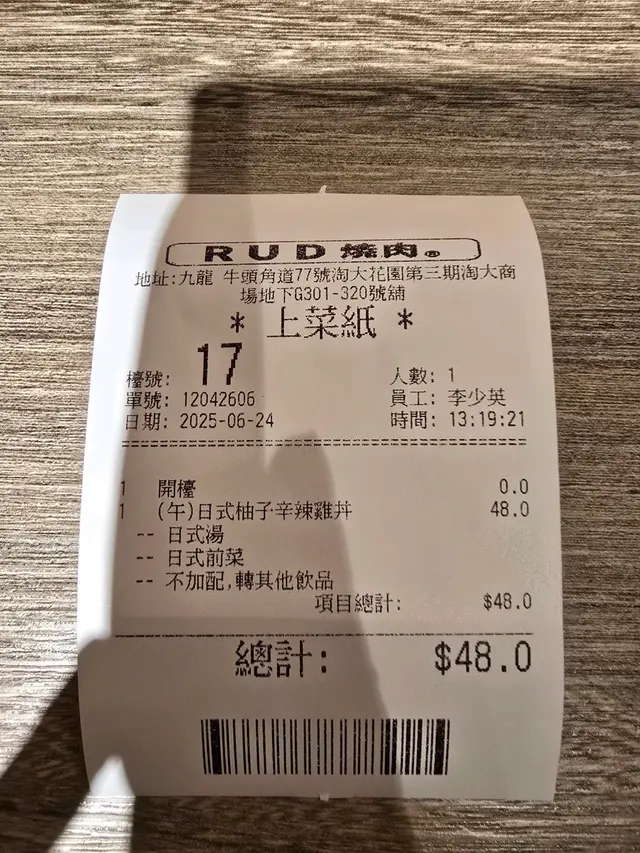 RUD 燒肉®
地址:九龍 牛頭角道77號淘大花園第三期淘大商
場地下G301-320號舖
* 上菜紙 *
檯號: 17 人數: 1
單號: 12042606 員工: 李少英
日期: 2025-06-24 時間: 13:19:21
1 開檯 0.0
1 (午)日式柚子辛辣雞丼 48.0
-- 日式湯
-- 日式前菜
-- 不加配,轉其他飲品
項目總計: $48.0
總計: $48.0